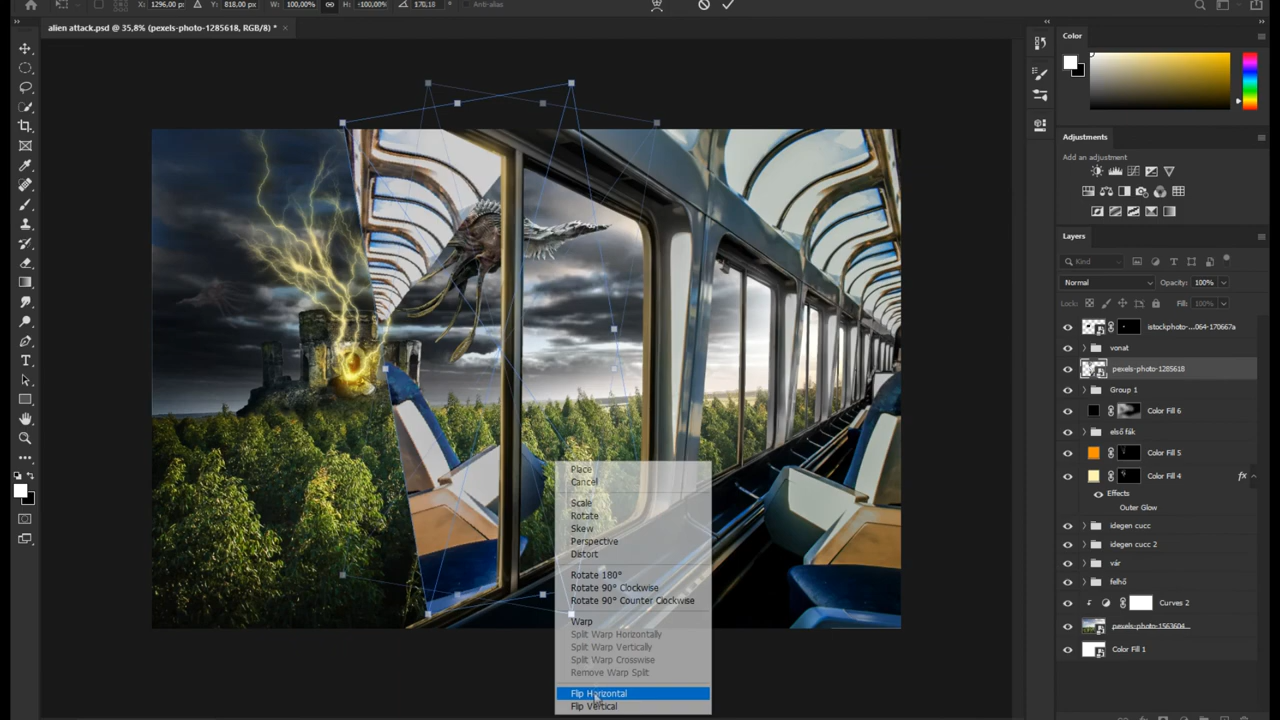 X: 1296,00 px Y: 818,00 px W: 100,00% H: -100,00% 170,18 ° Anti-alias
alien attack.psd @ 35,8% (pexels-photo-1285618, RGB/8) * ×
Color
Adjustments
Add an adjustment
Layers
Kind
Normal Opacity: 100%
Lock: Fill: 100%
istockphoto-...064-170667a
vonat
pexels-photo-1285618
Group 1
Color Fill 6
első fák
Color Fill 5
Color Fill 4 fx
Effects
Outer Glow
idegen cucc
idegen cucc 2
vár
felhő
Curves 2
pexels-photo-1563604...
Color Fill 1
Place
Cancel
Scale
Rotate
Skew
Perspective
Distort
Rotate 180°
Rotate 90° Clockwise
Rotate 90° Counter Clockwise
Warp
Split Warp Horizontally
Split Warp Vertically
Split Warp Crosswise
Remove Warp Split
Flip Horizontal
Flip Vertical